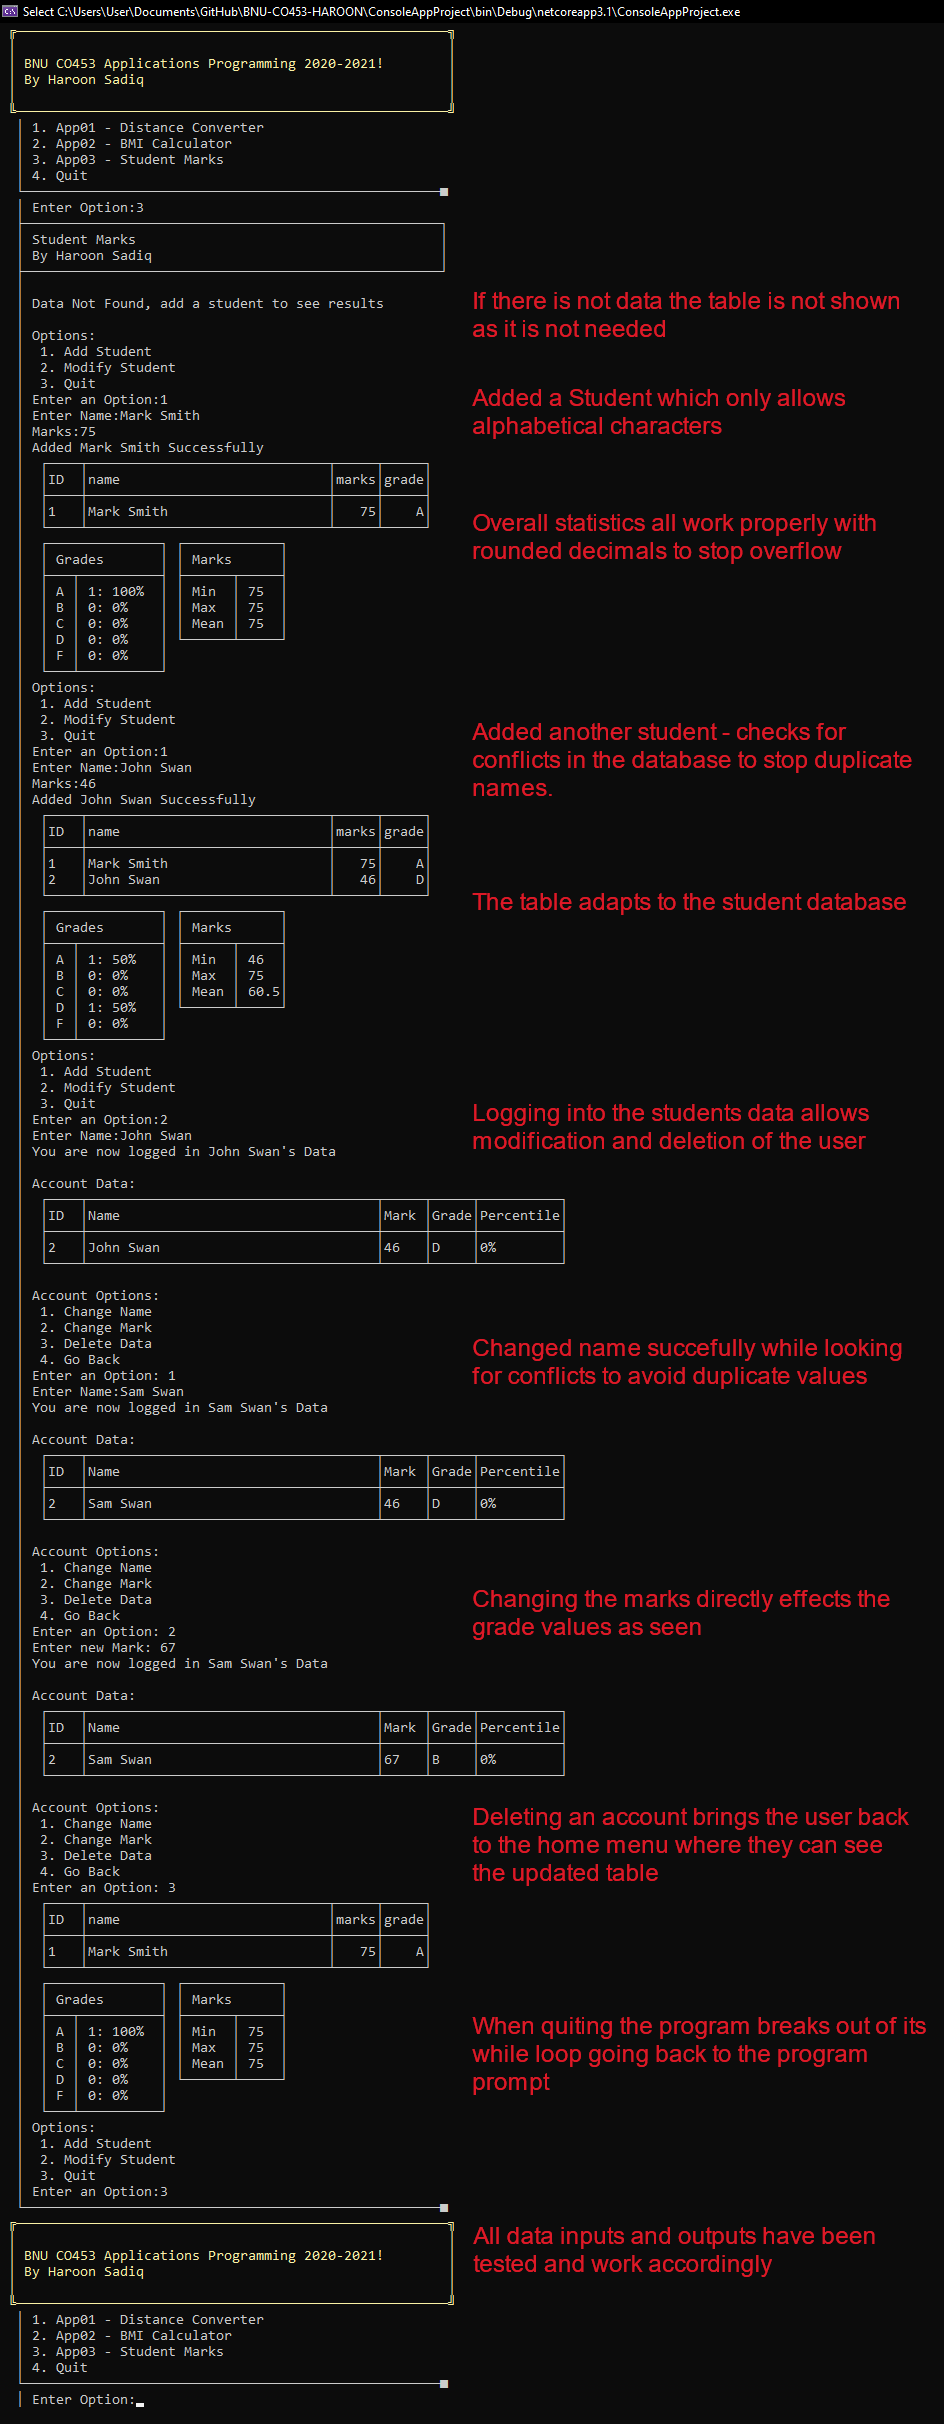 Select C:\Users\User\Documents\GitHub\BNU-CO453-HAROON\ConsoleAppProject\bin\Debug\netcoreapp3.1\ConsoleAppProject.exe
BNU CO453 Applications Programming 2020-2021!
By Haroon Sadiq
1. App01 - Distance Converter
2. App02 - BMI Calculator
3. App03 - Student Marks
4. Quit
Enter Option:3
Student Marks
By Haroon Sadiq
Data Not Found, add a student to see results
If there is not data the table is not shown
as it is not needed
Options:
1. Add Student
2. Modify Student
3. Quit
Enter an Option:1
Enter Name:Mark Smith
Marks:75
Added Mark Smith Successfully
Added a Student which only allows
alphabetical characters
ID name marks grade
1 Mark Smith 75 A
Overall statistics all work properly with
rounded decimals to stop overflow
Grades Marks
A 1: 100% Min 75
B 0: 0% Max 75
C 0: 0% Mean 75
D 0: 0%
F 0: 0%
Options:
1. Add Student
2. Modify Student
3. Quit
Enter an Option:1
Enter Name:John Swan
Marks:46
Added John Swan Successfully
Added another student - checks for
conflicts in the database to stop duplicate
names.
ID name marks grade
1 Mark Smith 75 A
2 John Swan 46 D
The table adapts to the student database
Grades Marks
A 1: 50% Min 46
B 0: 0% Max 75
C 0: 0% Mean 60.5
D 1: 50%
F 0: 0%
Options:
1. Add Student
2. Modify Student
3. Quit
Enter an Option:2
Enter Name:John Swan
You are now logged in John Swan's Data
Logging into the students data allows
modification and deletion of the user
Account Data:
ID Name Mark Grade Percentile
2 John Swan 46 D 0%
Account Options:
1. Change Name
2. Change Mark
3. Delete Data
4. Go Back
Enter an Option: 1
Enter Name:Sam Swan
You are now logged in Sam Swan's Data
Changed name succefully while looking
for conflicts to avoid duplicate values
Account Data:
ID Name Mark Grade Percentile
2 Sam Swan 46 D 0%
Account Options:
1. Change Name
2. Change Mark
3. Delete Data
4. Go Back
Enter an Option: 2
Enter new Mark: 67
You are now logged in Sam Swan's Data
Changing the marks directly effects the
grade values as seen
Account Data:
ID Name Mark Grade Percentile
2 Sam Swan 67 B 0%
Account Options:
1. Change Name
2. Change Mark
3. Delete Data
4. Go Back
Enter an Option: 3
Deleting an account brings the user back
to the home menu where they can see
the updated table
ID name marks grade
1 Mark Smith 75 A
Grades Marks
A 1: 100% Min 75
B 0: 0% Max 75
C 0: 0% Mean 75
D 0: 0%
F 0: 0%
When quiting the program breaks out of its
while loop going back to the program
prompt
Options:
1. Add Student
2. Modify Student
3. Quit
Enter an Option:3
BNU CO453 Applications Programming 2020-2021!
By Haroon Sadiq
All data inputs and outputs have been
tested and work accordingly
1. App01 - Distance Converter
2. App02 - BMI Calculator
3. App03 - Student Marks
4. Quit
Enter Option: